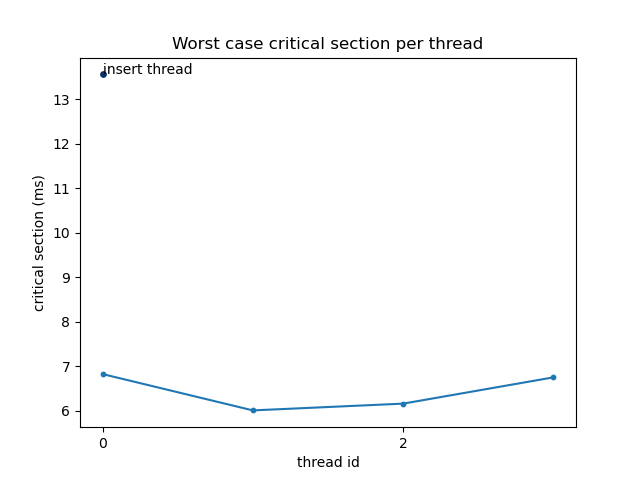 Worst case critical section per thread
insert thread
13
12
11
10
9
8
7
6
critical section (ms)
0
2
thread id